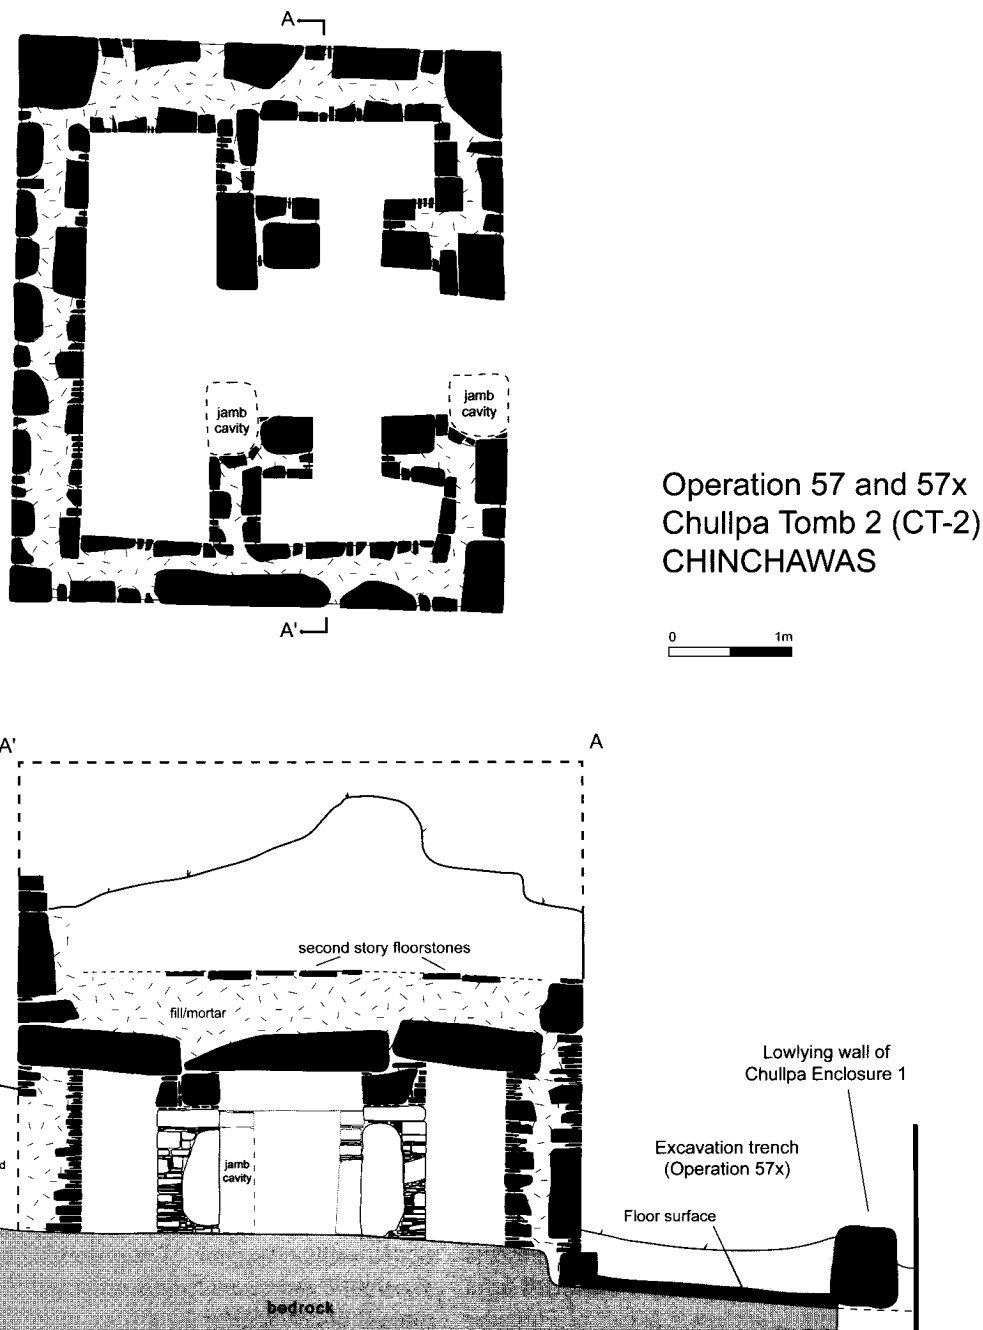 A
jamb
cavity
jamb
cavity
Operation 57 and 57x
Chullpa Tomb 2 (CT-2)
CHINCHAWAS
A'
0 1m
A' A
second story floorstones
fill/mortar
Lowlying wall of
Chullpa Enclosure 1
Excavation trench
(Operation 57x)
jamb
cavity
d
Floor surface
bedrock